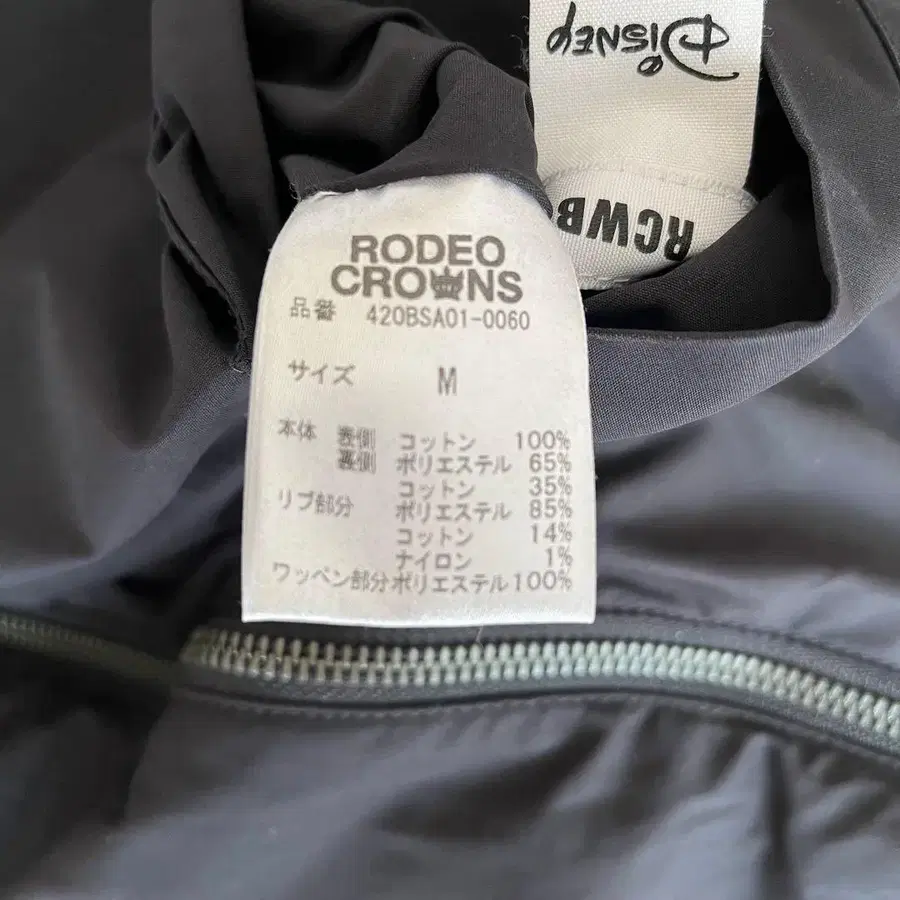 Disney
RCWB
RODEO
CROWNS
品番 420BSA01-0060
サイズ M
本体 表側 コットン 100%
裏側 ポリエステル 65%
コットン 35%
リブ部分 ポリエステル 85%
コットン 14%
ナイロン 1%
ワッペン部分 ポリエステル 100%